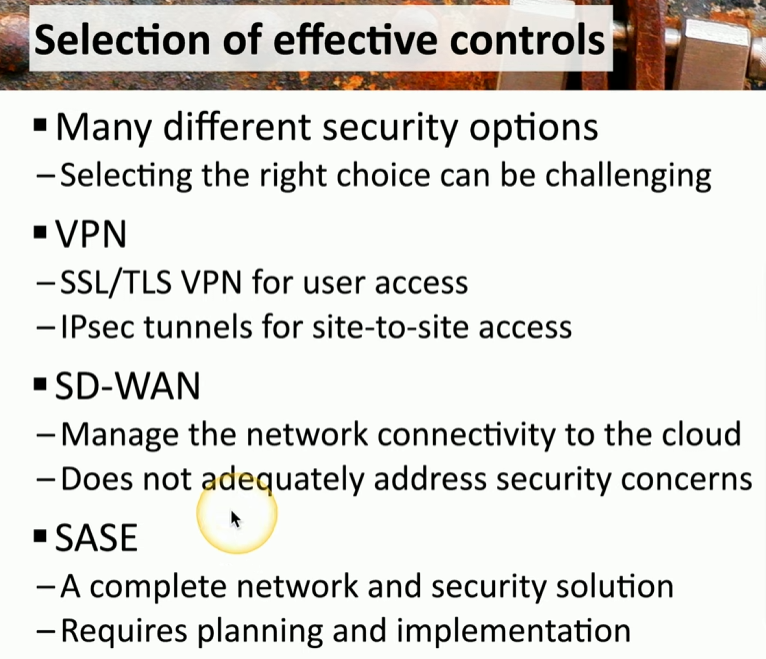 Selection of effective controls
▪ Many different security options
– Selecting the right choice can be challenging
▪ VPN
– SSL/TLS VPN for user access
– IPsec tunnels for site-to-site access
▪ SD-WAN
– Manage the network connectivity to the cloud
– Does not adequately address security concerns
▪ SASE
– A complete network and security solution
– Requires planning and implementation